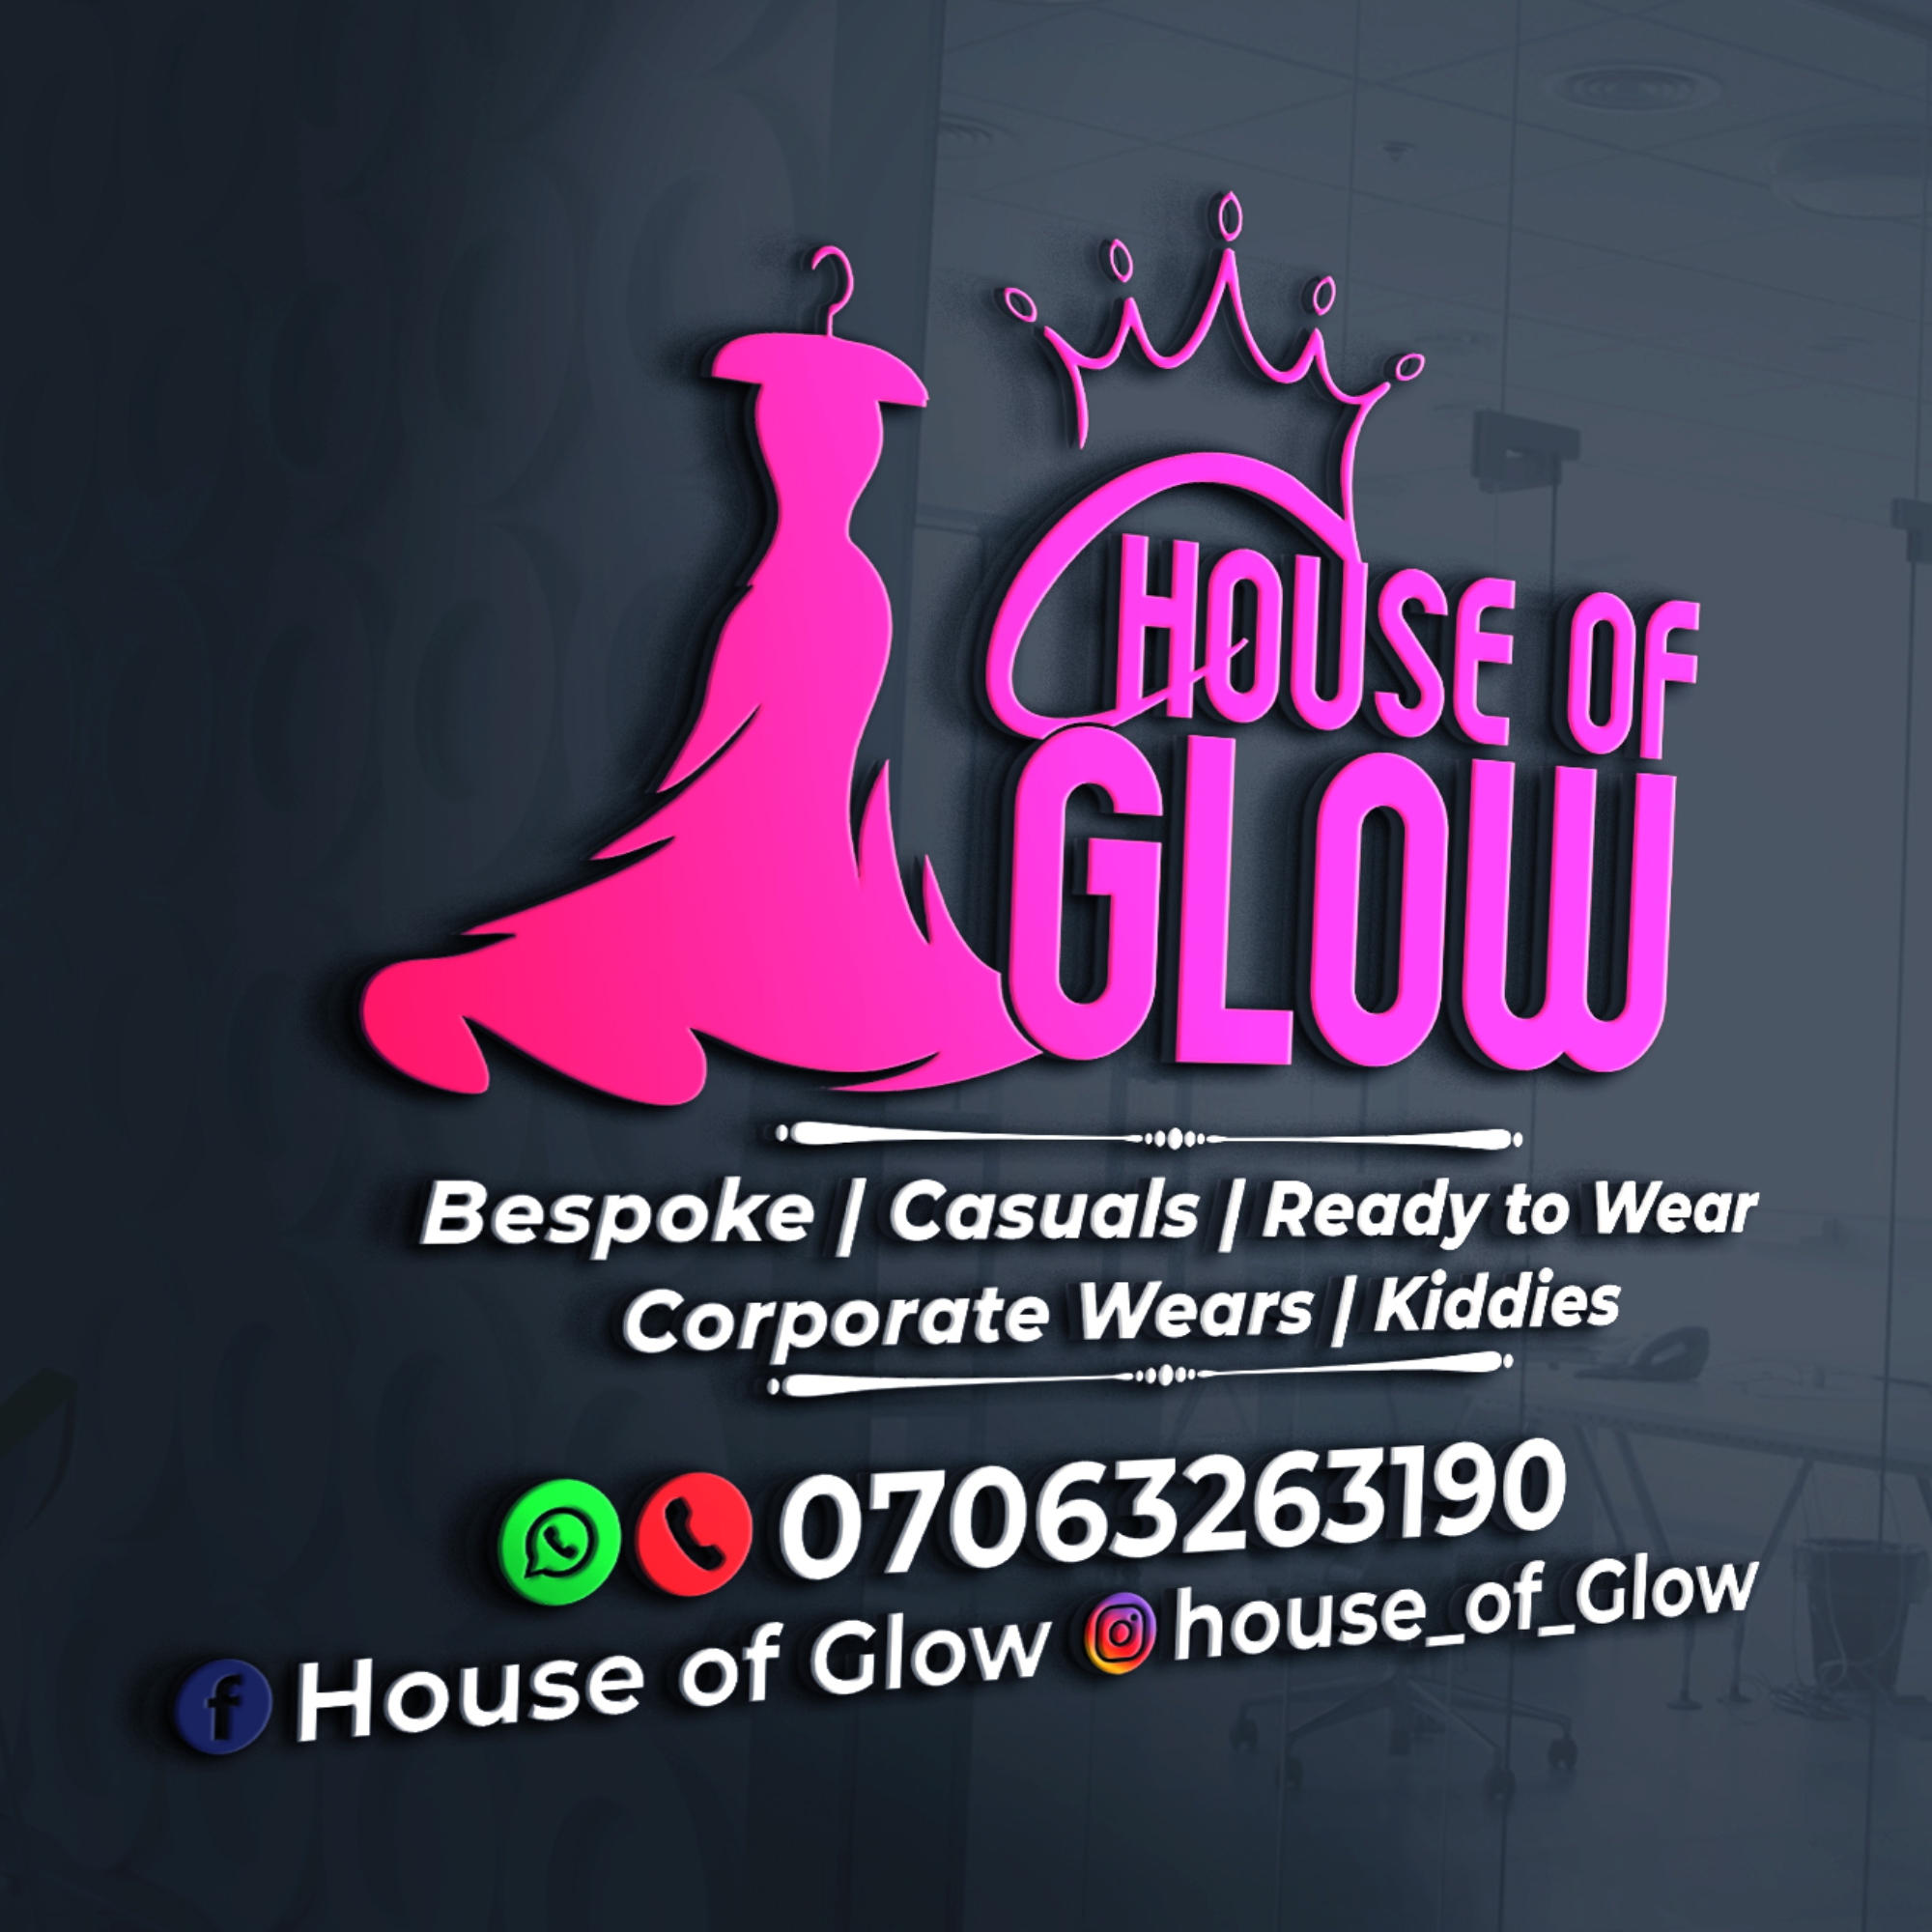 HOUSE OF
GLOW
Bespoke | Casuals | Ready to Wear
Corporate Wears | Kiddies
07063263190
House of Glow house_of_Glow